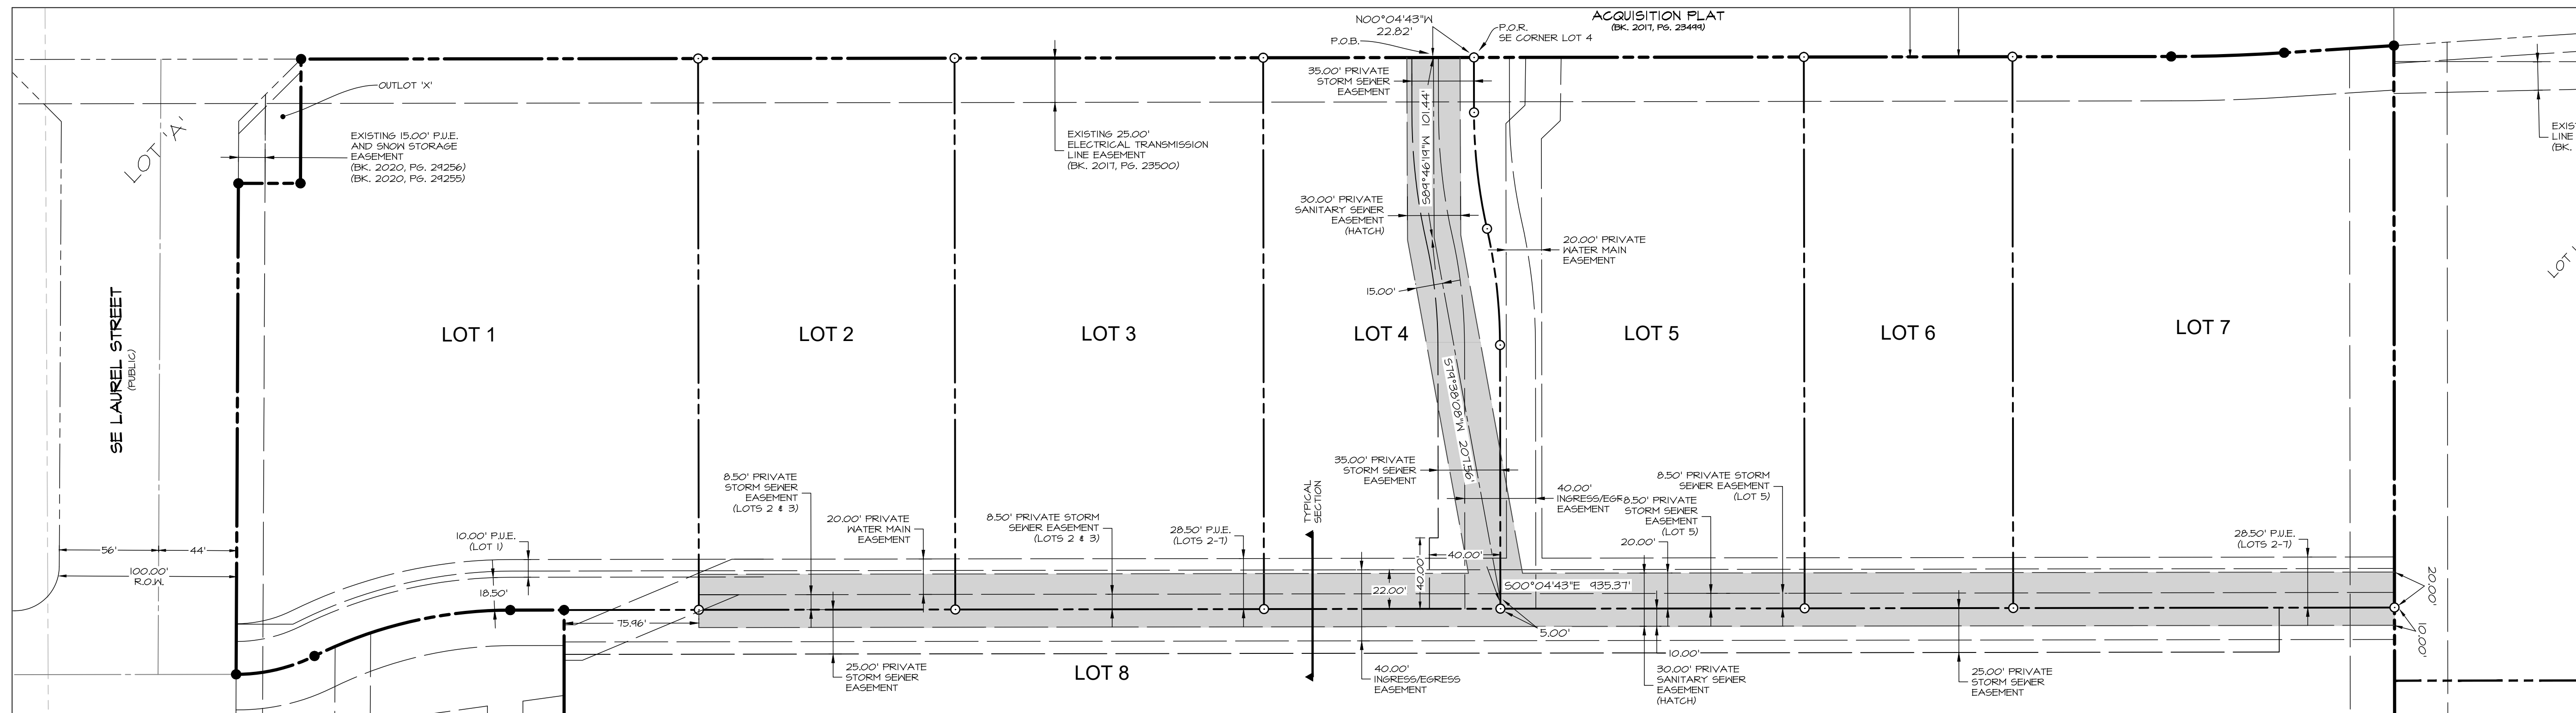 ACQUISITION PLAT
(BK. 2017, PG. 23499)
N00°04'43"W
22.82'
P.O.B.
P.O.R.
SE CORNER LOT 4
LOT 'A'
OUTLOT 'X'
EXISTING 15.00' P.U.E.
AND SNOW STORAGE
EASEMENT
(BK. 2020, PG. 29256)
(BK. 2020, PG. 29255)
EXISTING 25.00'
ELECTRICAL TRANSMISSION
LINE EASEMENT
(BK. 2017, PG. 23500)
35.00' PRIVATE
STORM SEWER
EASEMENT
S89°46'19"W 101.44'
30.00' PRIVATE
SANITARY SEWER
EASEMENT
(HATCH)
20.00' PRIVATE
WATER MAIN
EASEMENT
15.00'
EXIS
LINE
(BK.
LOT
SE LAUREL STREET
(PUBLIC)
LOT 1
LOT 2
LOT 3
LOT 4
LOT 5
LOT 6
LOT 7
S79°38'08"W 207.56'
56'
44'
100.00'
R.O.W.
10.00' P.U.E.
(LOT 1)
18.50'
8.50' PRIVATE
STORM SEWER
EASEMENT
(LOTS 2 & 3)
20.00' PRIVATE
WATER MAIN
EASEMENT
8.50' PRIVATE STORM
SEWER EASEMENT
(LOTS 2 & 3)
28.50' P.U.E.
(LOTS 2-7)
TYPICAL
SECTION
35.00' PRIVATE
STORM SEWER
EASEMENT
40.00'
INGRESS/EGR
EASEMENT
8.50' PRIVATE
STORM SEWER
EASEMENT
(LOT 5)
8.50' PRIVATE STORM
SEWER EASEMENT
(LOT 5)
20.00'
28.50' P.U.E.
(LOTS 2-7)
22.00'
40.00'
40.00'
S00°04'43"E 935.37'
20.00'
10.00'
75.96'
5.00'
10.00'
25.00' PRIVATE
STORM SEWER
EASEMENT
LOT 8
40.00'
INGRESS/EGRESS
EASEMENT
30.00' PRIVATE
SANITARY SEWER
EASEMENT
(HATCH)
25.00' PRIVATE
STORM SEWER
EASEMENT